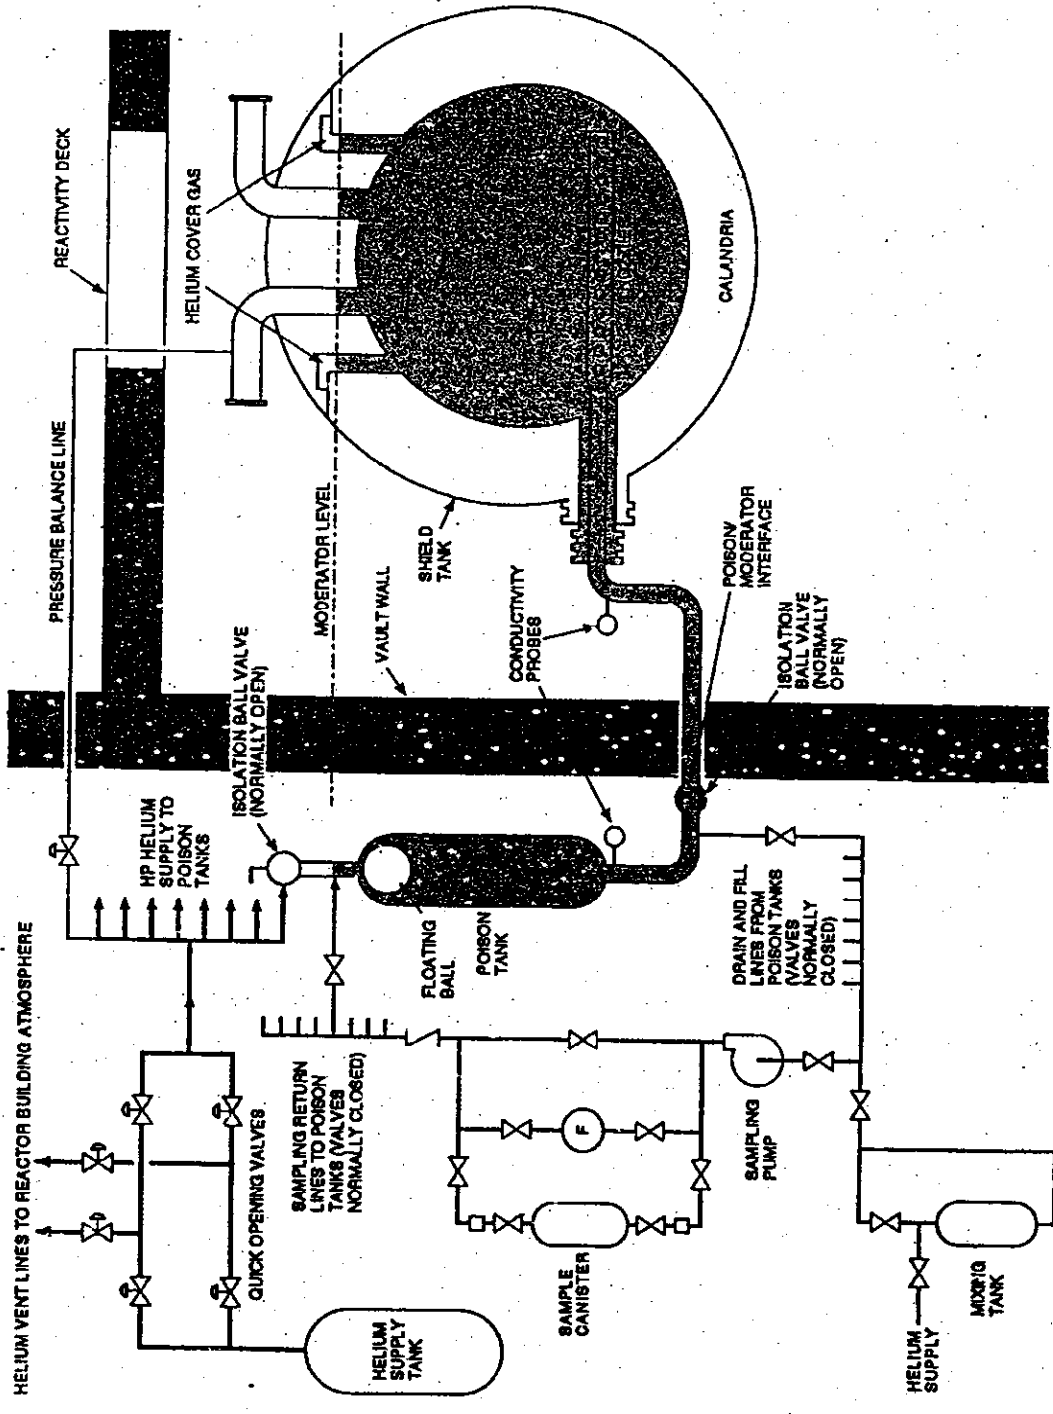 REACTIVITY DECK
HELIUM COVER GAS
CALANDRIA
PRESSURE BALANCE LINE
MODERATOR LEVEL
SHIELD
TANK
VAULT WALL
CONDUCTIVITY
PROBES
POISON/
MODERATOR
INTERFACE
ISOLATION
BALL VALVE
(NORMALLY
OPEN)
ISOLATION BALL VALVE
(NORMALLY OPEN)
HP HELIUM
SUPPLY TO
POISON
TANKS
HELIUM VENT LINES TO REACTOR BUILDING ATMOSPHERE
FLOATING
BALL
POISON
TANK
DRAIN AND FILL
LINES FROM
POISON TANKS
(VALVES
NORMALLY
CLOSED)
QUICK OPENING VALVES
SAMPLING RETURN
LINES TO POISON
TANKS (VALVES
NORMALLY CLOSED)
F
SAMPLING
PUMP
HELIUM
SUPPLY
TANK
SAMPLE
CANISTER
MIXING
TANK
HELIUM
SUPPLY